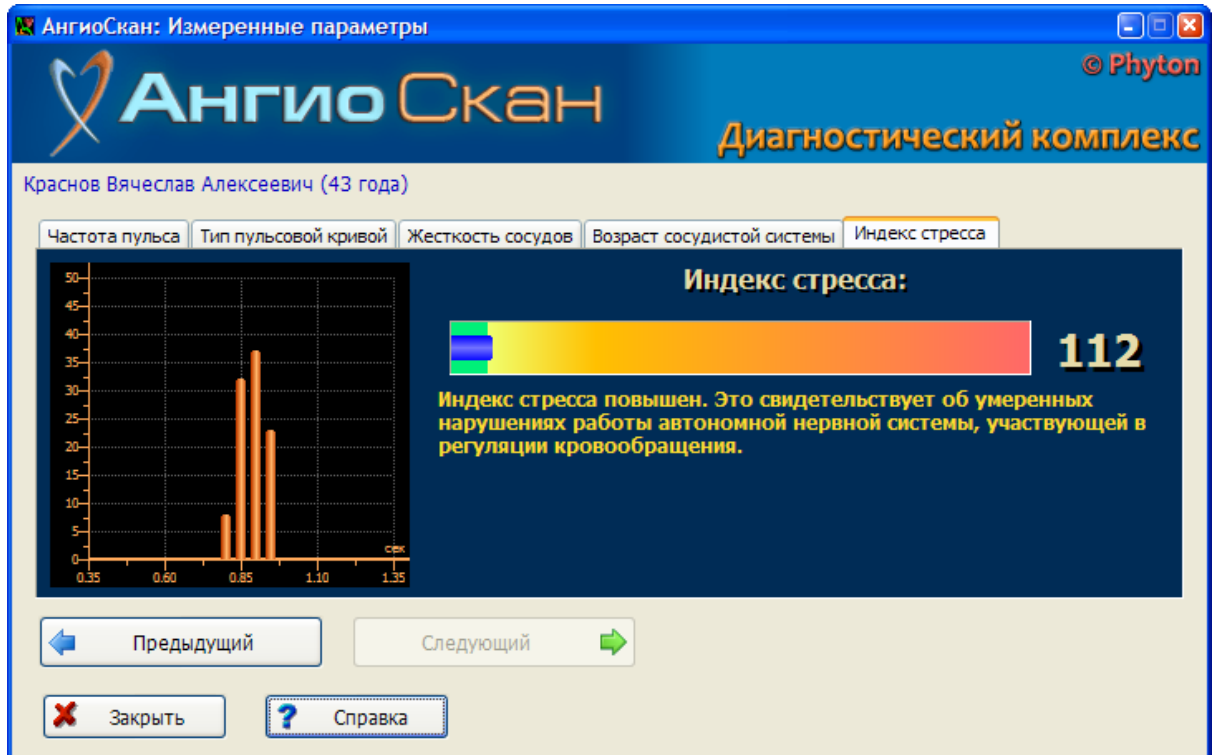 АнгиоСкан: Измеренные параметры
© Phyton
Ангио Скан
Диагностический комплекс
Краснов Вячеслав Алексеевич (43 года)
Частота пульса Тип пульсовой кривой Жесткость сосудов Возраст сосудистой системы Индекс стресса
50
45
40
35
30
25
20
15
10
5
0
сек
0.35 0.60 0.85 1.10 1.35
Индекс стресса:
112
Индекс стресса повышен. Это свидетельствует об умеренных
нарушениях работы автономной нервной системы, участвующей в
регуляции кровообращения.
Предыдущий Следующий
Закрыть ? Справка